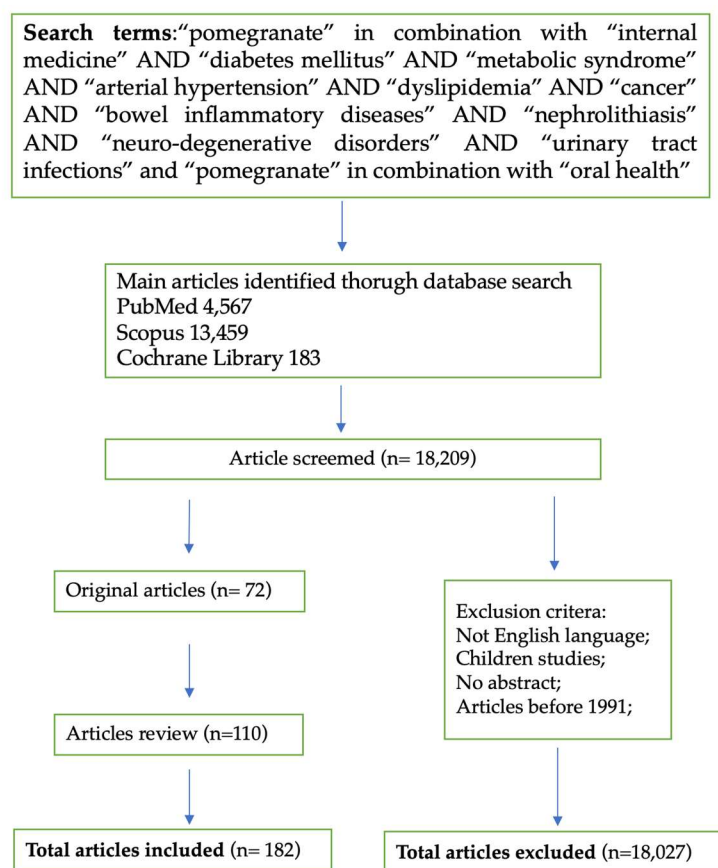 Search terms:“pomegranate” in combination with “internal
medicine” AND “diabetes mellitus” AND “metabolic syndrome”
AND “arterial hypertension” AND “dyslipidemia” AND “cancer”
AND “bowel inflammatory diseases” AND “nephrolithiasis”
AND “neuro-degenerative disorders” AND “urinary tract
infections” and “pomegranate” in combination with “oral health”
Main articles identified thorugh database search
PubMed 4,567
Scopus 13,459
Cochrane Library 183
Article screemed (n= 18,209)
Original articles (n= 72)
Exclusion critera:
Not English language;
Children studies;
No abstract;
Articles before 1991;
Articles review (n=110)
Total articles included (n= 182)
Total articles excluded (n=18,027)